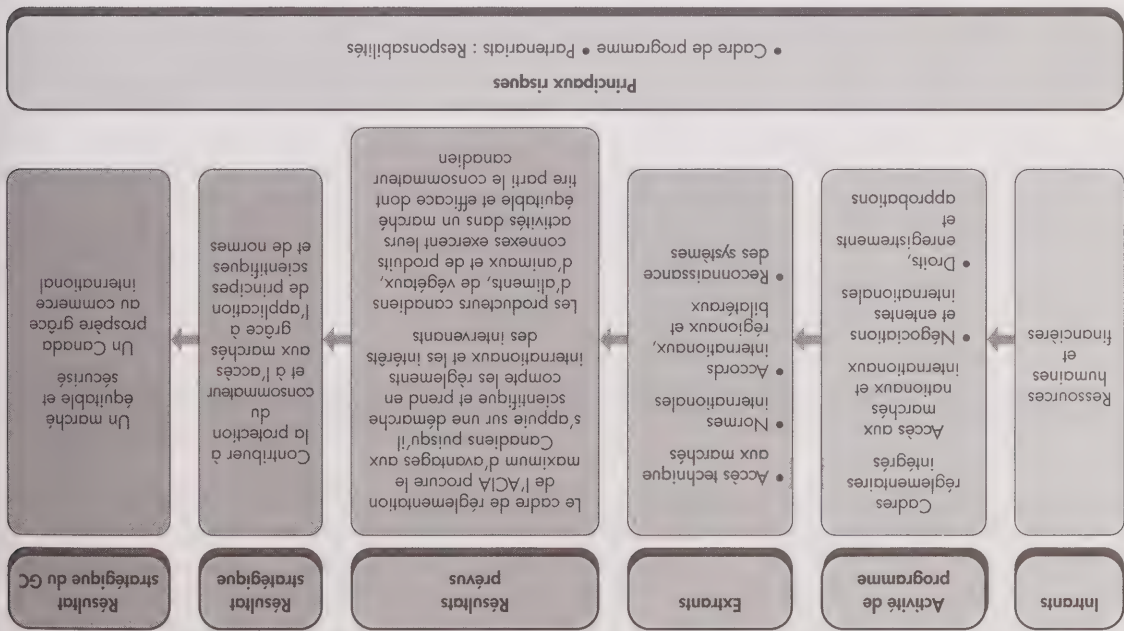 Intrants
Activité de
programme
Extrants
Résultats
prévus
Résultat
stratégique
Résultat
stratégique du GC
Ressources
humaines
et
financières
Cadres
réglementaires
intégrés
Accès aux
marchés
nationaux et
internationaux
• Négociations
et ententes
internationales
• Droits,
enregistrements
et
approbations
• Accès technique
aux marchés
• Normes
internationales
• Accords
internationaux,
régionaux et
bilatéraux
• Reconnaissance
des systèmes
Le cadre de réglementation
de l'ACIA procure le
maximum d'avantages aux
Canadiens puisqu'il
s'appuie sur une démarche
scientifique et prend en
compte les règlements
internationaux et les intérêts
des intervenants
Les producteurs canadiens
d'aliments, de végétaux,
d'animaux et de produits
connexes exercent leurs
activités dans un marché
équitable et efficace dont
tire parti le consommateur
canadien
Contribuer à
la protection
du
consommateur
et à l'accès
aux marchés
grâce à
l'application
de principes
scientifiques
et de normes
Un marché
équitable et
sécurisé
Un Canada
prospère grâce
au commerce
international
Principaux risques
• Cadre de programme • Partenariats : Responsabilités